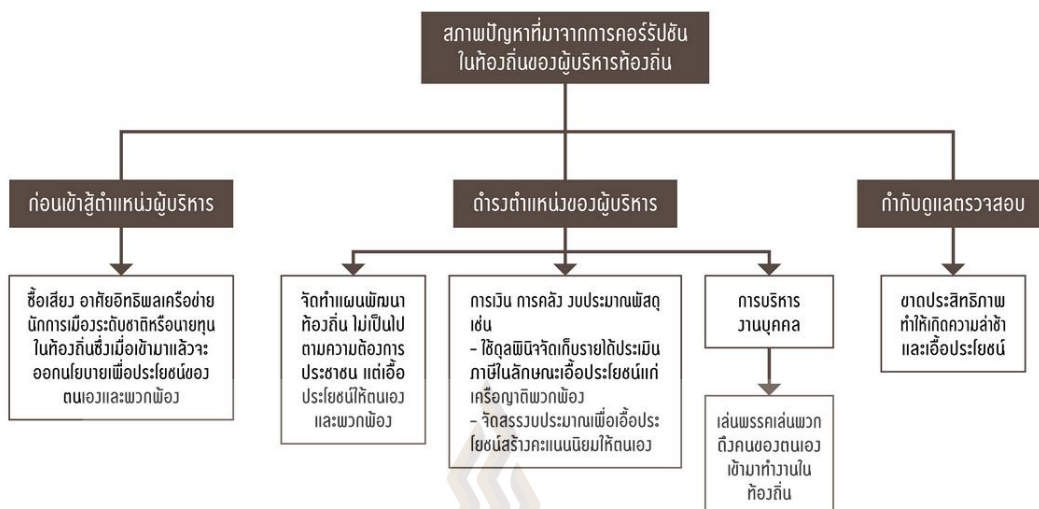 สภาพปัญหาที่มาจากการคอร์รัปชัน
ในท้องถิ่นของผู้บริหารท้องถิ่น
ก่อนเข้าสู้ตำแหน่งผู้บริหาร
ดำรงตำแหน่งของผู้บริหาร
กำกับดูแลตรวจสอบ
ซื้อเสียง อาศัยอิทธิพลเครือข่าย
นักการเมืองระดับชาติหรือนายทุน
ในท้องถิ่นซึ่งเมื่อเข้ามาแล้วจะ
ออกนโยบายเพื่อประโยชน์ของ
ตนเองและพวกพ้อง
จัดทำแผนพัฒนา
ท้องถิ่น ไม่เป็นไป
ตามความต้องการ
ประชาชน แต่เอื้อ
ประโยชน์ให้ตนเอง
และพวกพ้อง
การเงิน การคลัง งบประมาณพัสดุ
เช่น
– ใช้ดุลพินิจจัดเก็บรายได้ประเมิน
ภาษีในลักษณะเอื้อประโยชน์แก่
เครือญาติพวกพ้อง
– จัดสรรงบประมาณเพื่อเอื้อประ
โยชน์สร้างคะแนนนิยมให้ตนเอง
การบริหาร
งานบุคคล
เล่นพรรคเล่นพวก
ดึงคนของตนเอง
เข้ามาทำงานใน
ท้องถิ่น
ขาดประสิทธิภาพ
ทำให้เกิดความล่าช้า
และเอื้อประโยชน์